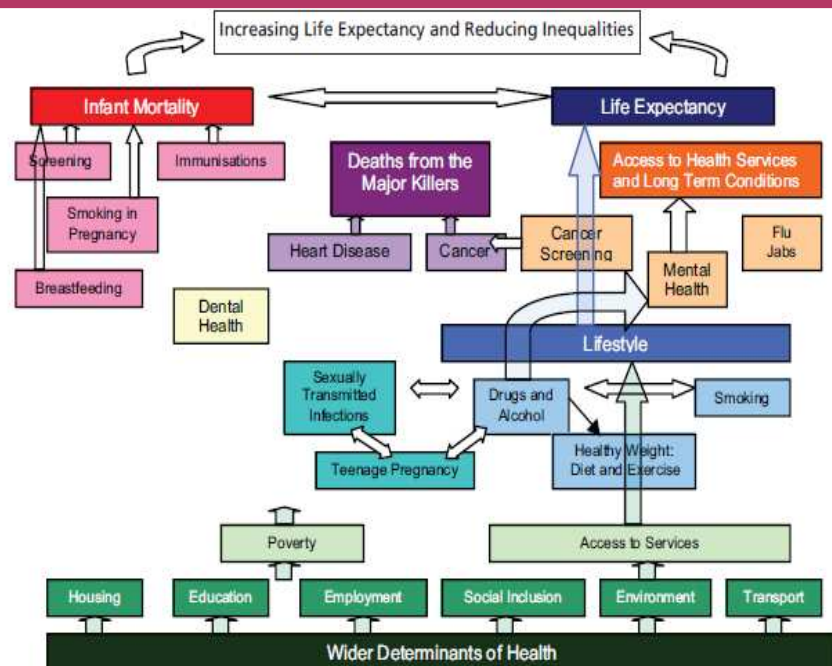 Increasing Life Expectancy and Reducing Inequalities
Infant Mortality
Life Expectancy
Screening
Immunisations
Deaths from the
Major Killers
Access to Health Services
and Long Term Conditions
Smoking in
Pregnancy
Heart Disease
Cancer
Cancer
Screening
Flu
Jabs
Mental
Health
Breastfeeding
Dental
Health
Lifestyle
Sexually
Transmitted
Infections
Drugs and
Alcohol
Smoking
Teenage Pregnancy
Healthy Weight:
Diet and Exercise
Poverty
Access to Services
Housing
Education
Employment
Social Inclusion
Environment
Transport
Wider Determinants of Health